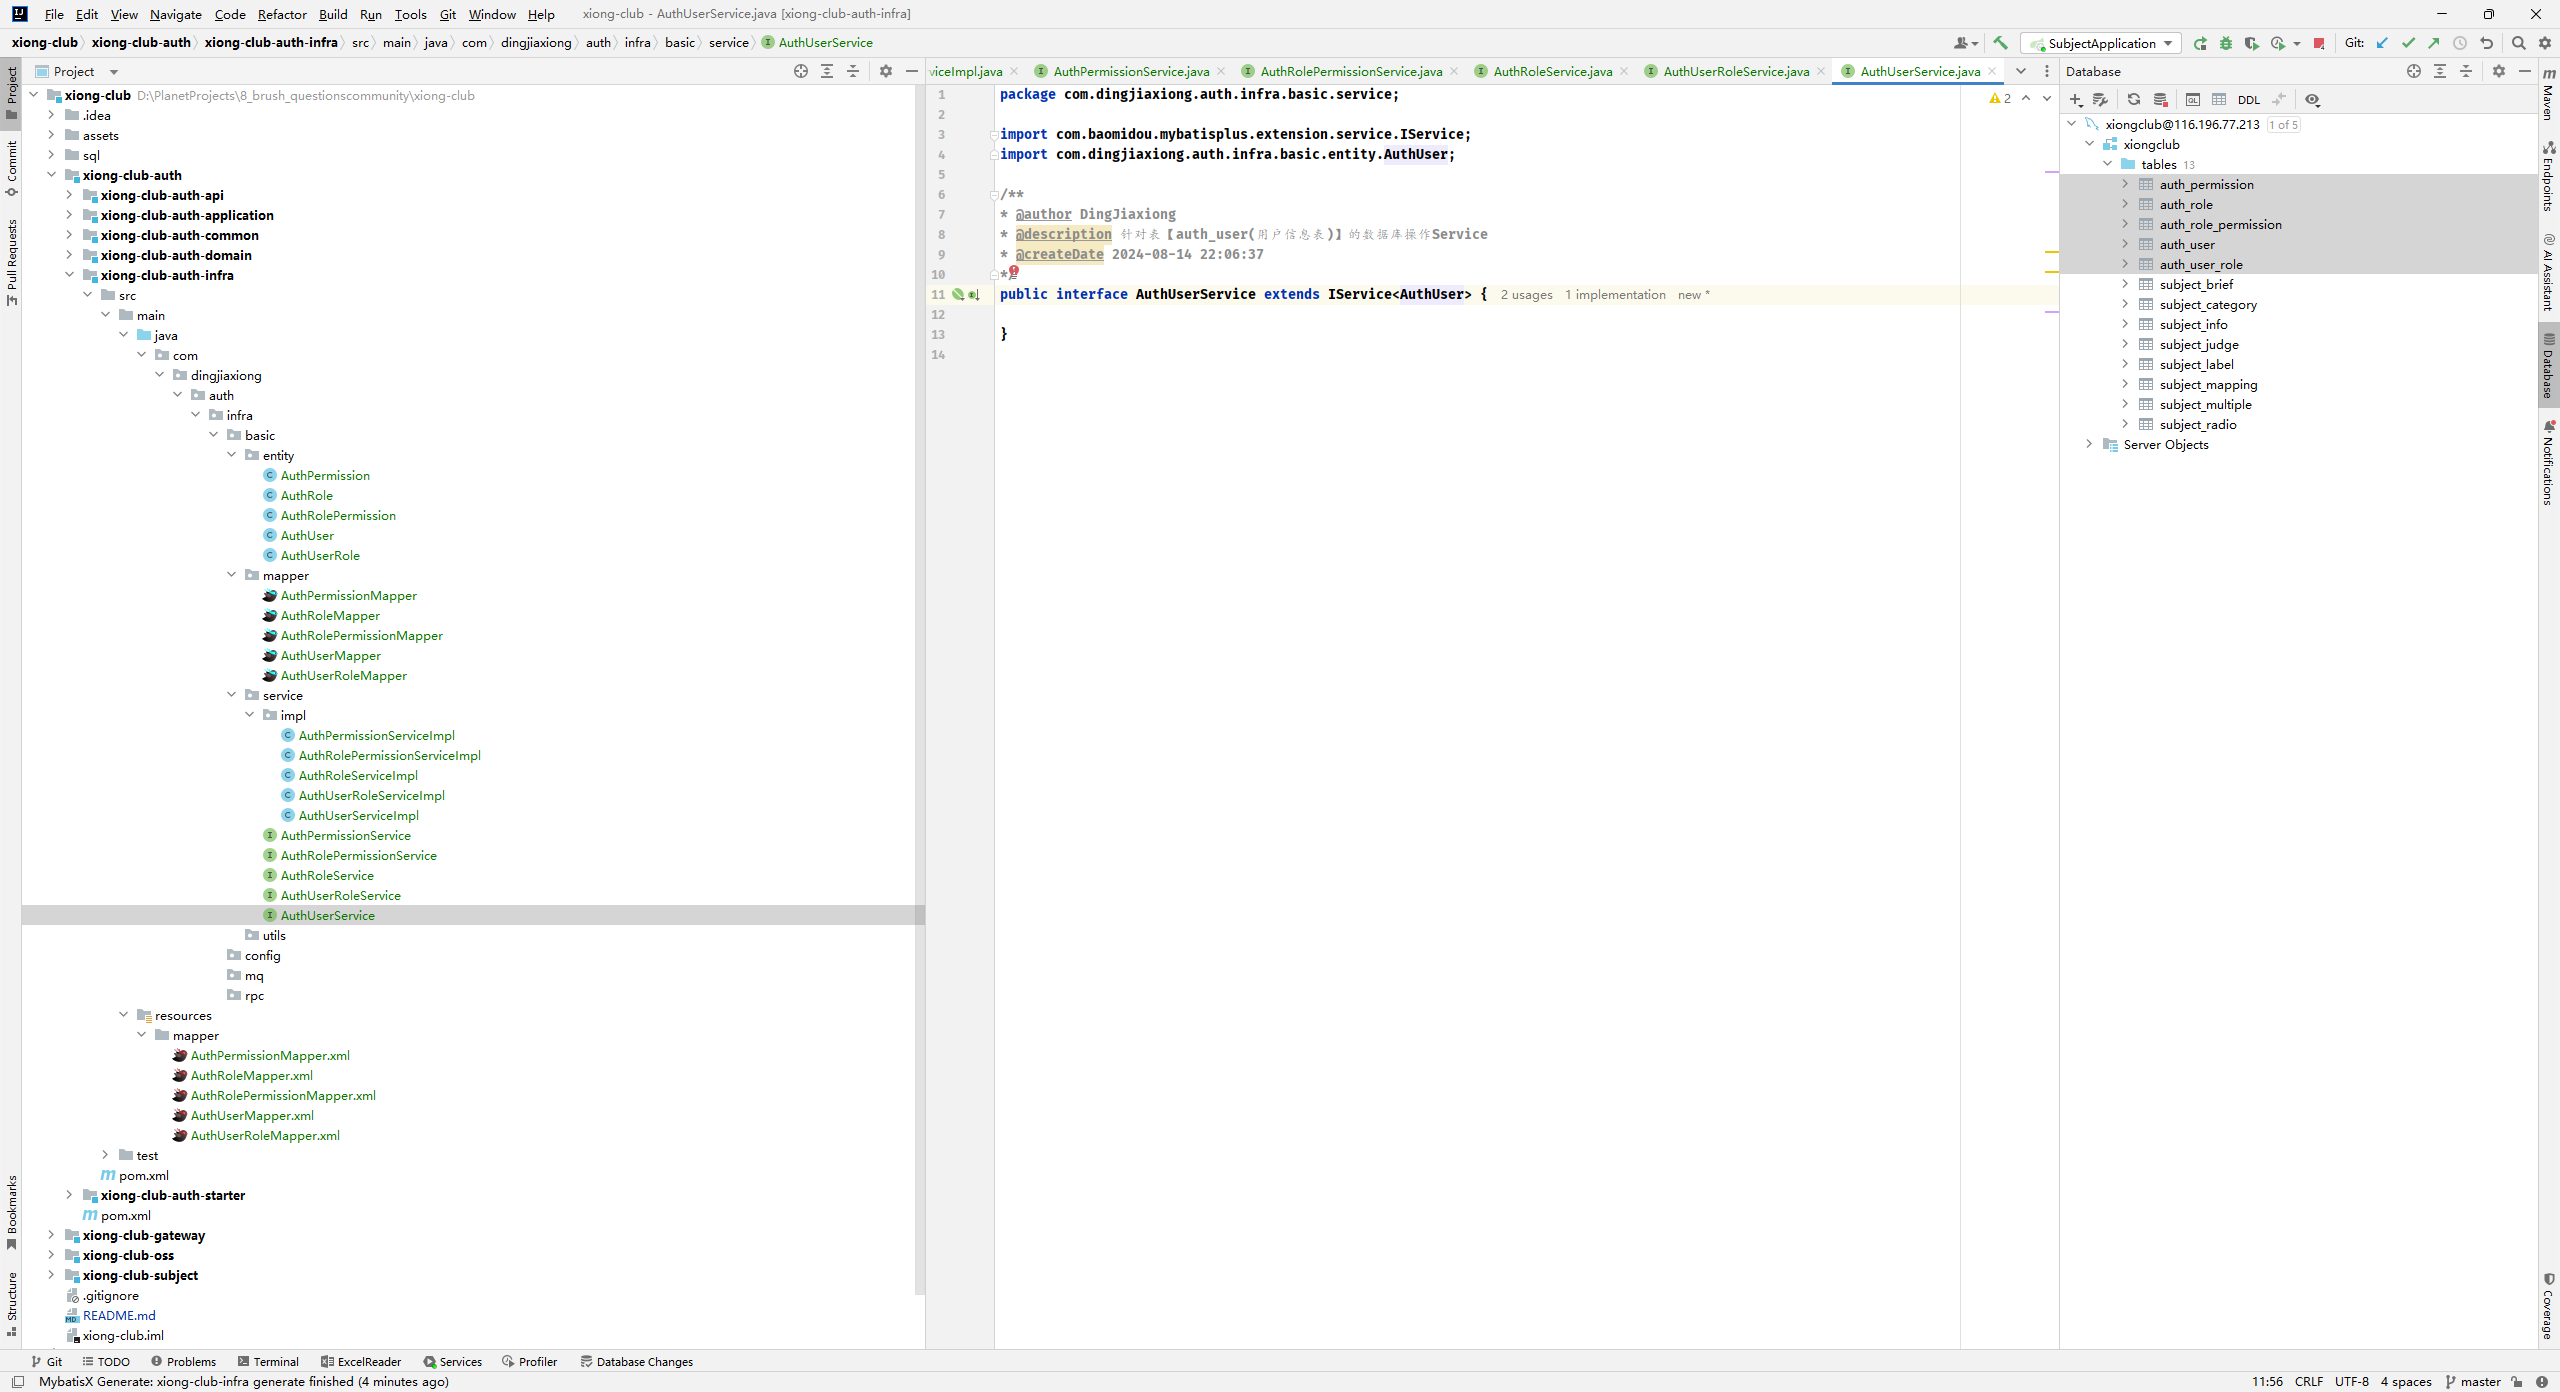 File Edit View Navigate Code Refactor Build Run Tools Git Window Help xiong-club - AuthUserService.java [xiong-club-auth-infra]
xiong-club xiong-club-auth xiong-club-auth-infra src main java com dingjiaxiong auth infra basic service AuthUserService SubjectApplication Git:
Project
xiong-club D:\PlanetProjects\8_brush_questionscommunity\xiong-club
.idea
assets
sql
xiong-club-auth
xiong-club-auth-api
xiong-club-auth-application
xiong-club-auth-common
xiong-club-auth-domain
xiong-club-auth-infra
src
main
java
com
dingjiaxiong
auth
infra
basic
entity
AuthPermission
AuthRole
AuthRolePermission
AuthUser
AuthUserRole
mapper
AuthPermissionMapper
AuthRoleMapper
AuthRolePermissionMapper
AuthUserMapper
AuthUserRoleMapper
service
impl
AuthPermissionServiceImpl
AuthRolePermissionServiceImpl
AuthRoleServiceImpl
AuthUserRoleServiceImpl
AuthUserServiceImpl
AuthPermissionService
AuthRolePermissionService
AuthRoleService
AuthUserRoleService
AuthUserService
utils
config
mq
rpc
resources
mapper
AuthPermissionMapper.xml
AuthRoleMapper.xml
AuthRolePermissionMapper.xml
AuthUserMapper.xml
AuthUserRoleMapper.xml
test
pom.xml
xiong-club-auth-starter
pom.xml
xiong-club-gateway
xiong-club-oss
xiong-club-subject
.gitignore
README.md
xiong-club.iml
viceImpl.java AuthPermissionService.java AuthRolePermissionService.java AuthRoleService.java AuthUserRoleService.java AuthUserService.java
1 package com.dingjiaxiong.auth.infra.basic.service;
2
3 import com.baomidou.mybatisplus.extension.service.IService;
4 import com.dingjiaxiong.auth.infra.basic.entity.AuthUser;
5
6 /**
7 * @author DingJiaxiong
8 * @description 针对表【auth_user(用户信息表)】的数据库操作Service
9 * @createDate 2024-08-14 22:06:37
10 */
11 public interface AuthUserService extends IService<AuthUser> { 2 usages 1 implementation new *
12
13 }
14
2
Database
DDL
xiongclub@116.196.77.213 1 of 5
xiongclub
tables 13
auth_permission
auth_role
auth_role_permission
auth_user
auth_user_role
subject_brief
subject_category
subject_info
subject_judge
subject_label
subject_mapping
subject_multiple
subject_radio
Server Objects
Project
Commit
Pull Requests
Bookmarks
Structure
Maven
Endpoints
AI Assistant
Database
Notifications
Coverage
Git TODO Problems Terminal ExcelReader Services Profiler Database Changes
MybatisX Generate: xiong-club-infra generate finished (4 minutes ago) 11:56 CRLF UTF-8 4 spaces master